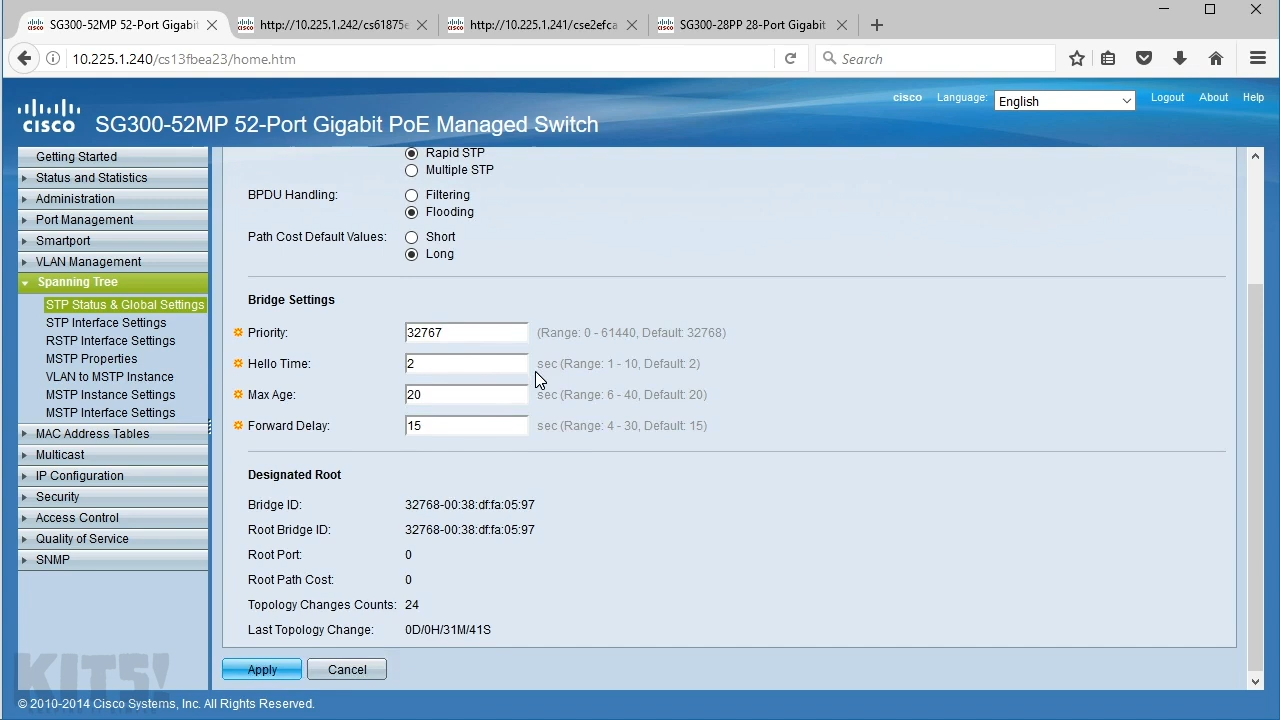 SG300-52MP 52-Port Gigabit
http://10.225.1.242/cs61875e
http://10.225.1.241/cse2efca
SG300-28PP 28-Port Gigabit
10.225.1.240/cs13fbea23/home.htm
Search
cisco Language: English Logout About Help
CISCO SG300-52MP 52-Port Gigabit PoE Managed Switch
Getting Started
Status and Statistics
Administration
Port Management
Smartport
VLAN Management
Spanning Tree
STP Status & Global Settings
STP Interface Settings
RSTP Interface Settings
MSTP Properties
VLAN to MSTP Instance
MSTP Instance Settings
MSTP Interface Settings
MAC Address Tables
Multicast
IP Configuration
Security
Access Control
Quality of Service
SNMP
Rapid STP
Multiple STP
BPDU Handling: Filtering
Flooding
Path Cost Default Values: Short
Long
Bridge Settings
Priority: 32767 (Range: 0 - 61440, Default: 32768)
Hello Time: 2 sec (Range: 1 - 10, Default: 2)
Max Age: 20 sec (Range: 6 - 40, Default: 20)
Forward Delay: 15 sec (Range: 4 - 30, Default: 15)
Designated Root
Bridge ID: 32768-00:38:df:fa:05:97
Root Bridge ID: 32768-00:38:df:fa:05:97
Root Port: 0
Root Path Cost: 0
Topology Changes Counts: 24
Last Topology Change: 0D/0H/31M/41S
Apply Cancel
KITS!
© 2010-2014 Cisco Systems, Inc. All Rights Reserved.